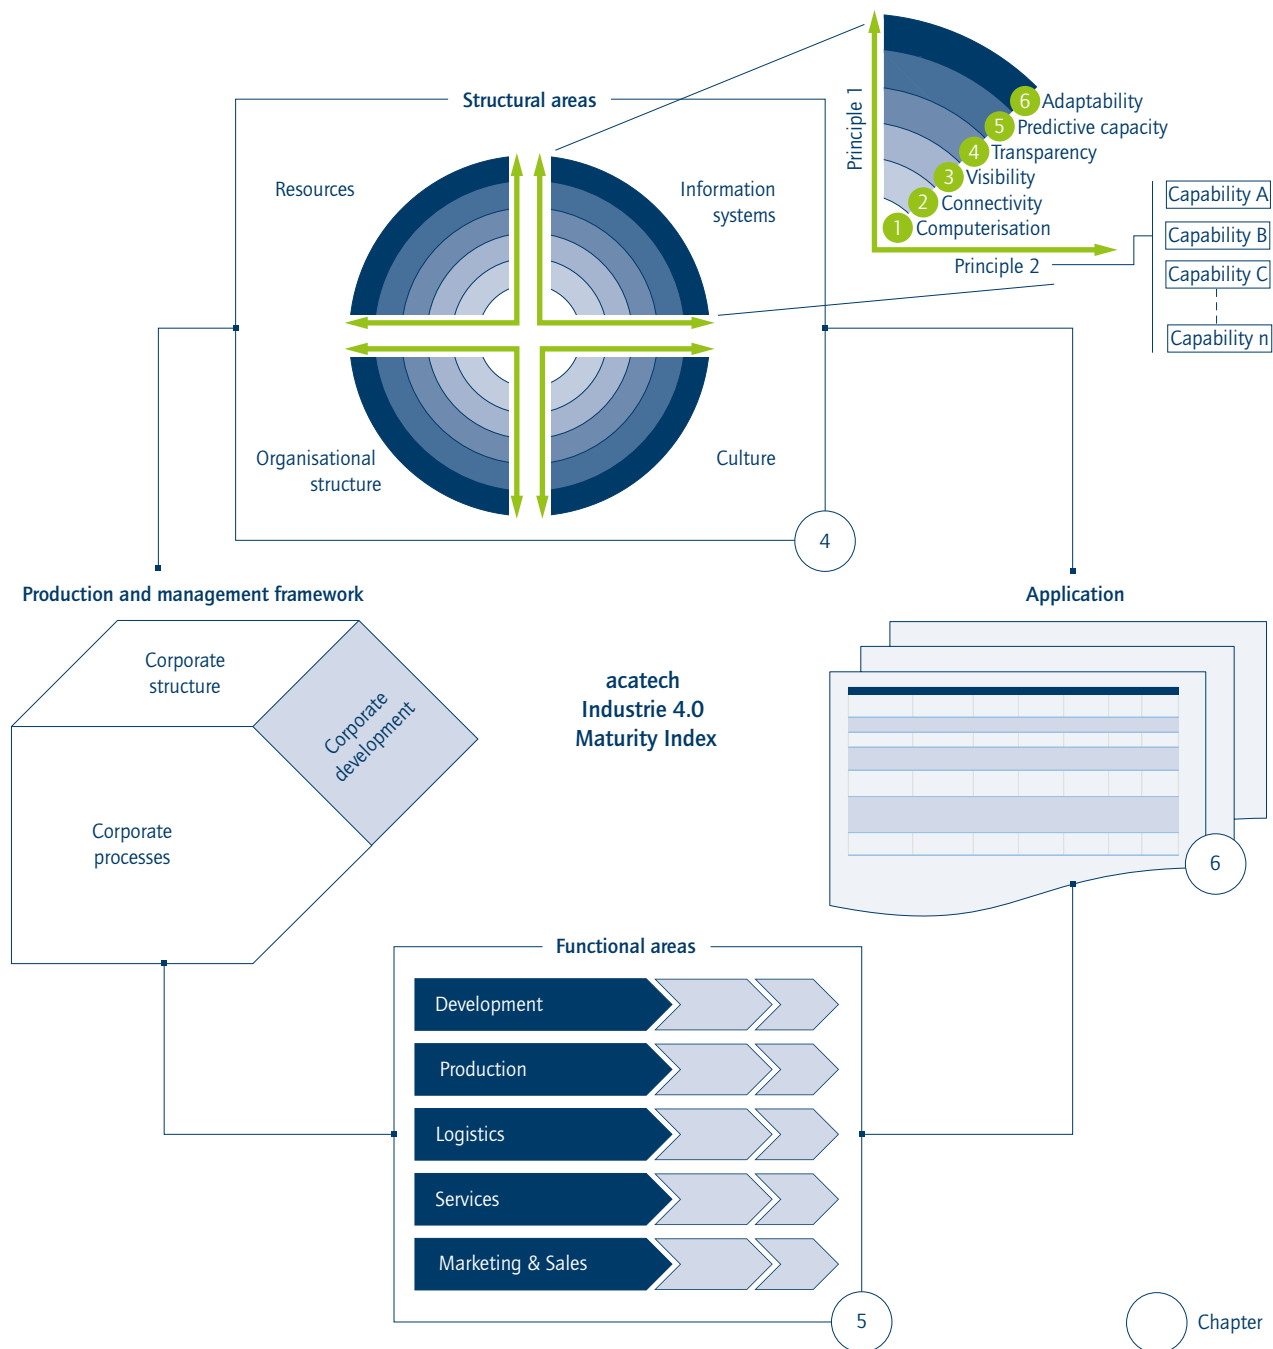 Structural areas
Resources
Information
systems
Organisational
structure
Culture
4
Principle 1
6 Adaptability
5 Predictive capacity
4 Transparency
3 Visibility
2 Connectivity
1 Computerisation
Principle 2
Capability A
Capability B
Capability C
Capability n
Production and management framework
Corporate
structure
Corporate
development
Corporate
processes
acatech
Industrie 4.0
Maturity Index
Application
6
Functional areas
Development
Production
Logistics
Services
Marketing & Sales
5
Chapter